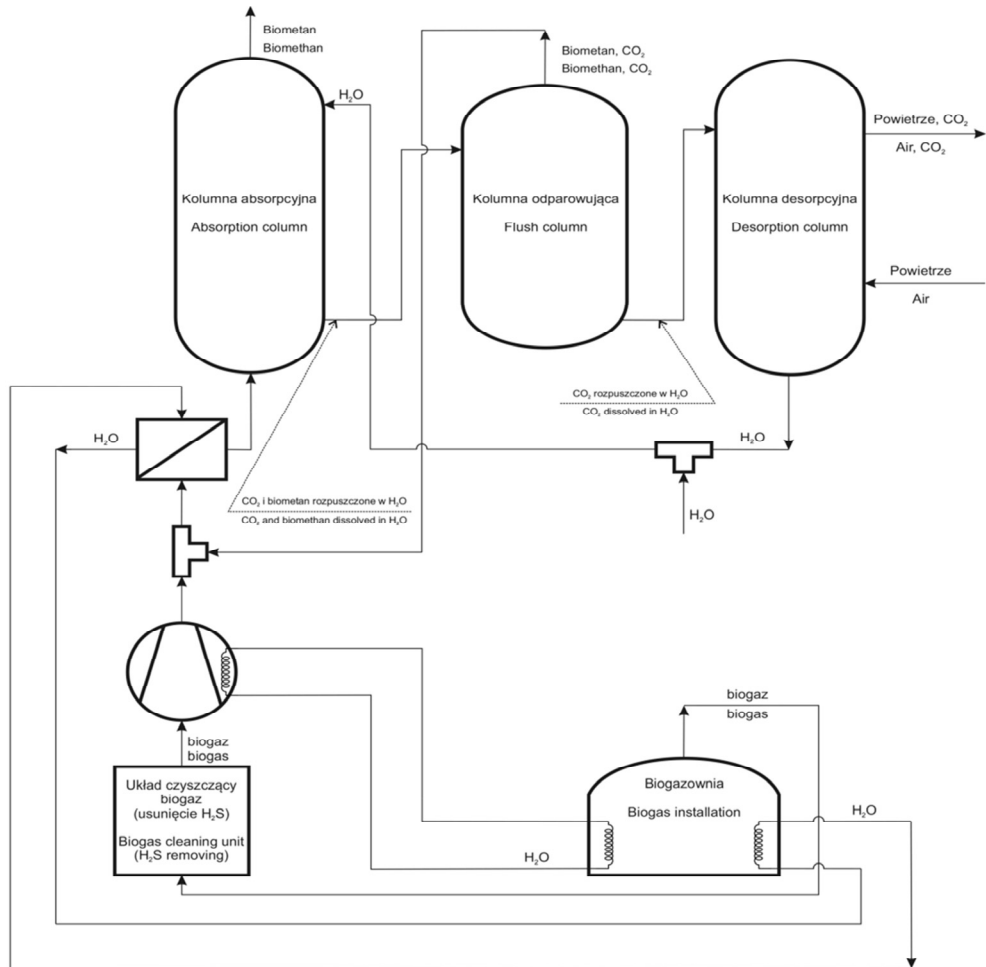 Biometan
Biomethan
H₂O
Kolumna absorpcyjna
Absorption column
Biometan, CO₂
Biomethan, CO₂
Kolumna odparowująca
Flush column
Kolumna desorpcyjna
Desorption column
Powietrze, CO₂
Air, CO₂
Powietrze
Air
CO₂ rozpuszczone w H₂O
CO₂ dissolved in H₂O
H₂O
H₂O
H₂O
CO₂ i biometan rozpuszczone w H₂O
CO₂ and biomethan dissolved in H₂O
biogaz
biogas
Układ czyszczący
biogaz
(usunięcie H₂S)
Biogas cleaning unit
(H₂S removing)
biogaz
biogas
Biogazownia
Biogas installation
H₂O
H₂O